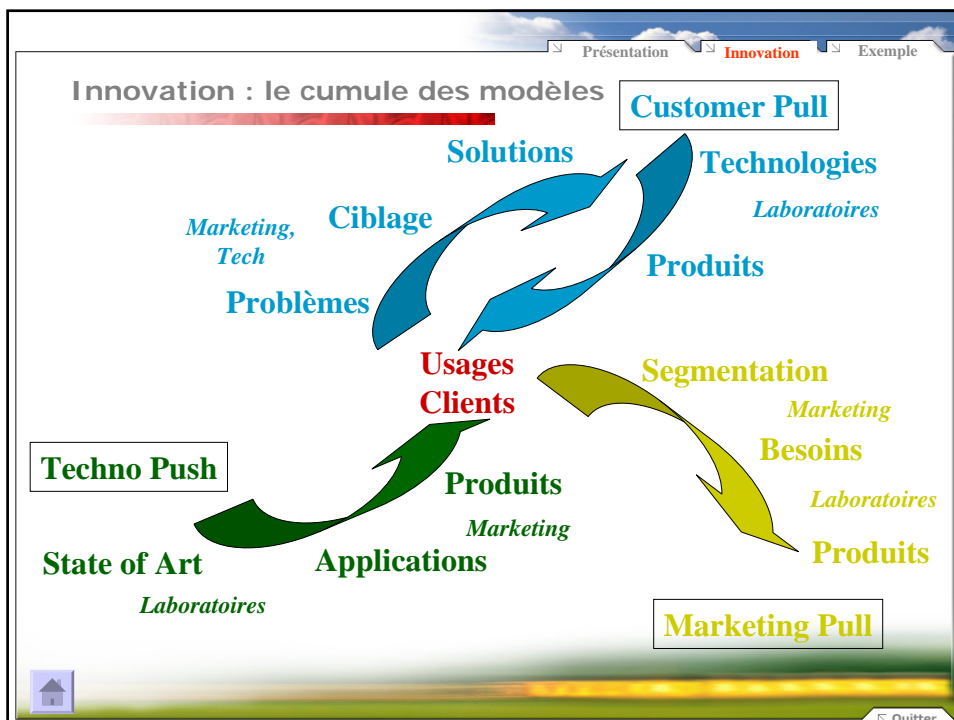 Présentation
Innovation
Exemple
Innovation : le cumule des modèles
Customer Pull
Solutions
Technologies
Laboratoires
Ciblage
Marketing,
Tech
Produits
Problèmes
Usages
Clients
Segmentation
Marketing
Besoins
Techno Push
Produits
Laboratoires
Marketing
Produits
State of Art
Applications
Laboratoires
Marketing Pull
Quitter